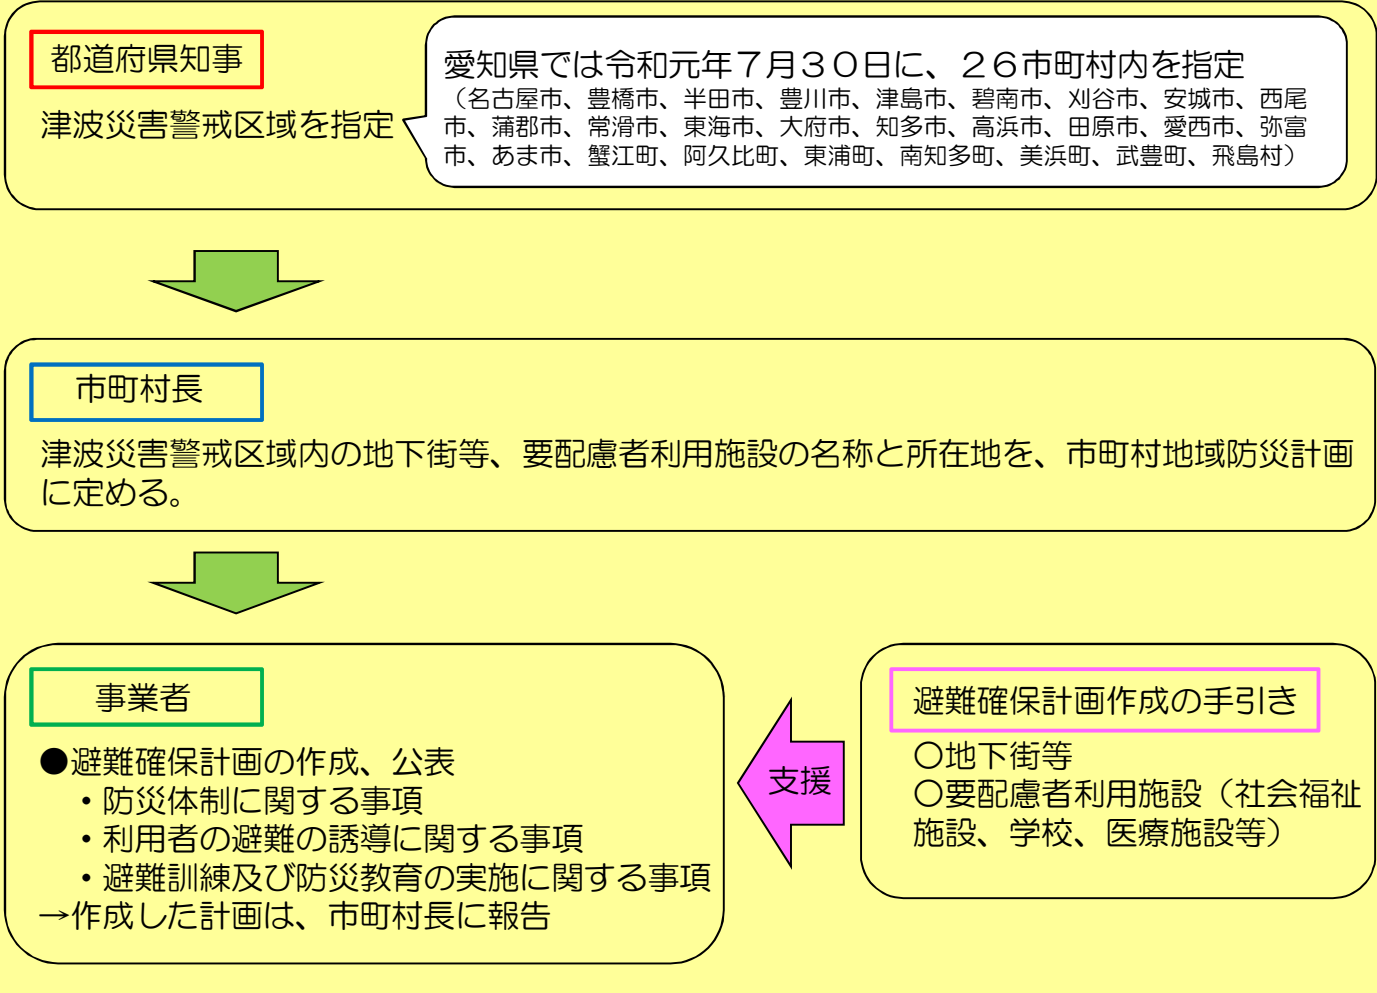 都道府県知事
津波災害警戒区域を指定
愛知県では令和元年７月３０日に、２６市町村内を指定
（名古屋市、豊橋市、半田市、豊川市、津島市、碧南市、刈谷市、安城市、西尾
市、蒲郡市、常滑市、東海市、大府市、知多市、高浜市、田原市、愛西市、弥富
市、あま市、蟹江町、阿久比町、東浦町、南知多町、美浜町、武豊町、飛島村）
市町村長
津波災害警戒区域内の地下街等、要配慮者利用施設の名称と所在地を、市町村地域防災計画
に定める。
事業者
●避難確保計画の作成、公表
・防災体制に関する事項
・利用者の避難の誘導に関する事項
・避難訓練及び防災教育の実施に関する事項
→作成した計画は、市町村長に報告
支援
避難確保計画作成の手引き
〇地下街等
〇要配慮者利用施設（社会福祉
施設、学校、医療施設等）